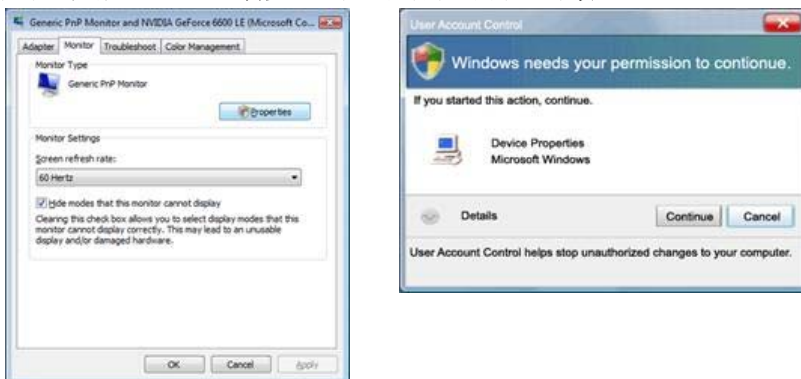 Generic PnP Monitor and NVIDIA GeForce 6600 LE (Microsoft Co...
Adapter Monitor Troubleshoot Color Management
Monitor Type
Generic PnP Monitor
Properties
Monitor Settings
Screen refresh rate:
60 Hertz
Hide modes that this monitor cannot display
Clearing this check box allows you to select display modes that this
monitor cannot display correctly. This may lead to an unusable
display and/or damaged hardware.
OK Cancel Apply
User Account Control
Windows needs your permission to contionue.
If you started this action, continue.
Device Properties
Microsoft Windows
Details Continue Cancel
User Account Control helps stop unauthorized changes to your computer.